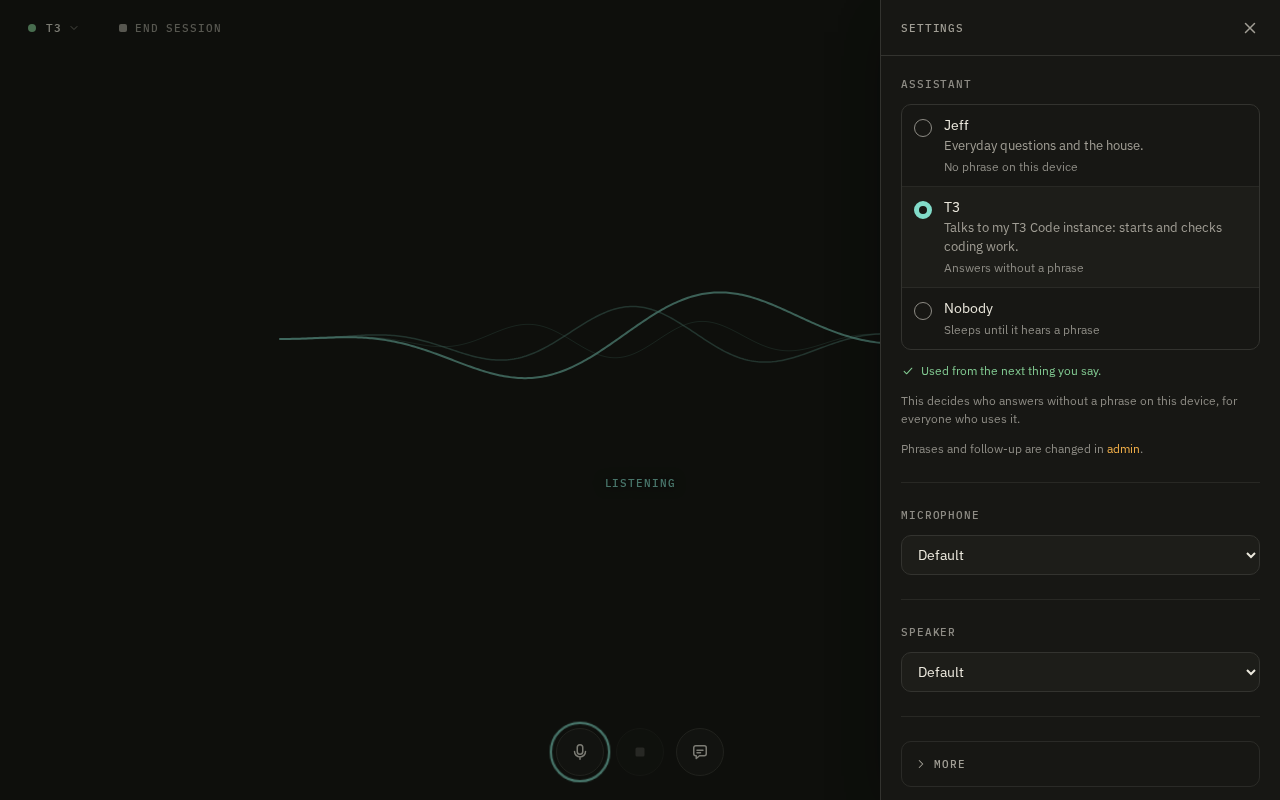 T3
END SESSION
LISTENING
SETTINGS
ASSISTANT
Jeff
Everyday questions and the house.
No phrase on this device
T3
Talks to my T3 Code instance: starts and checks
coding work.
Answers without a phrase
Nobody
Sleeps until it hears a phrase
Used from the next thing you say.
This decides who answers without a phrase on this device, for
everyone who uses it.
Phrases and follow-up are changed in admin.
MICROPHONE
Default
SPEAKER
Default
MORE